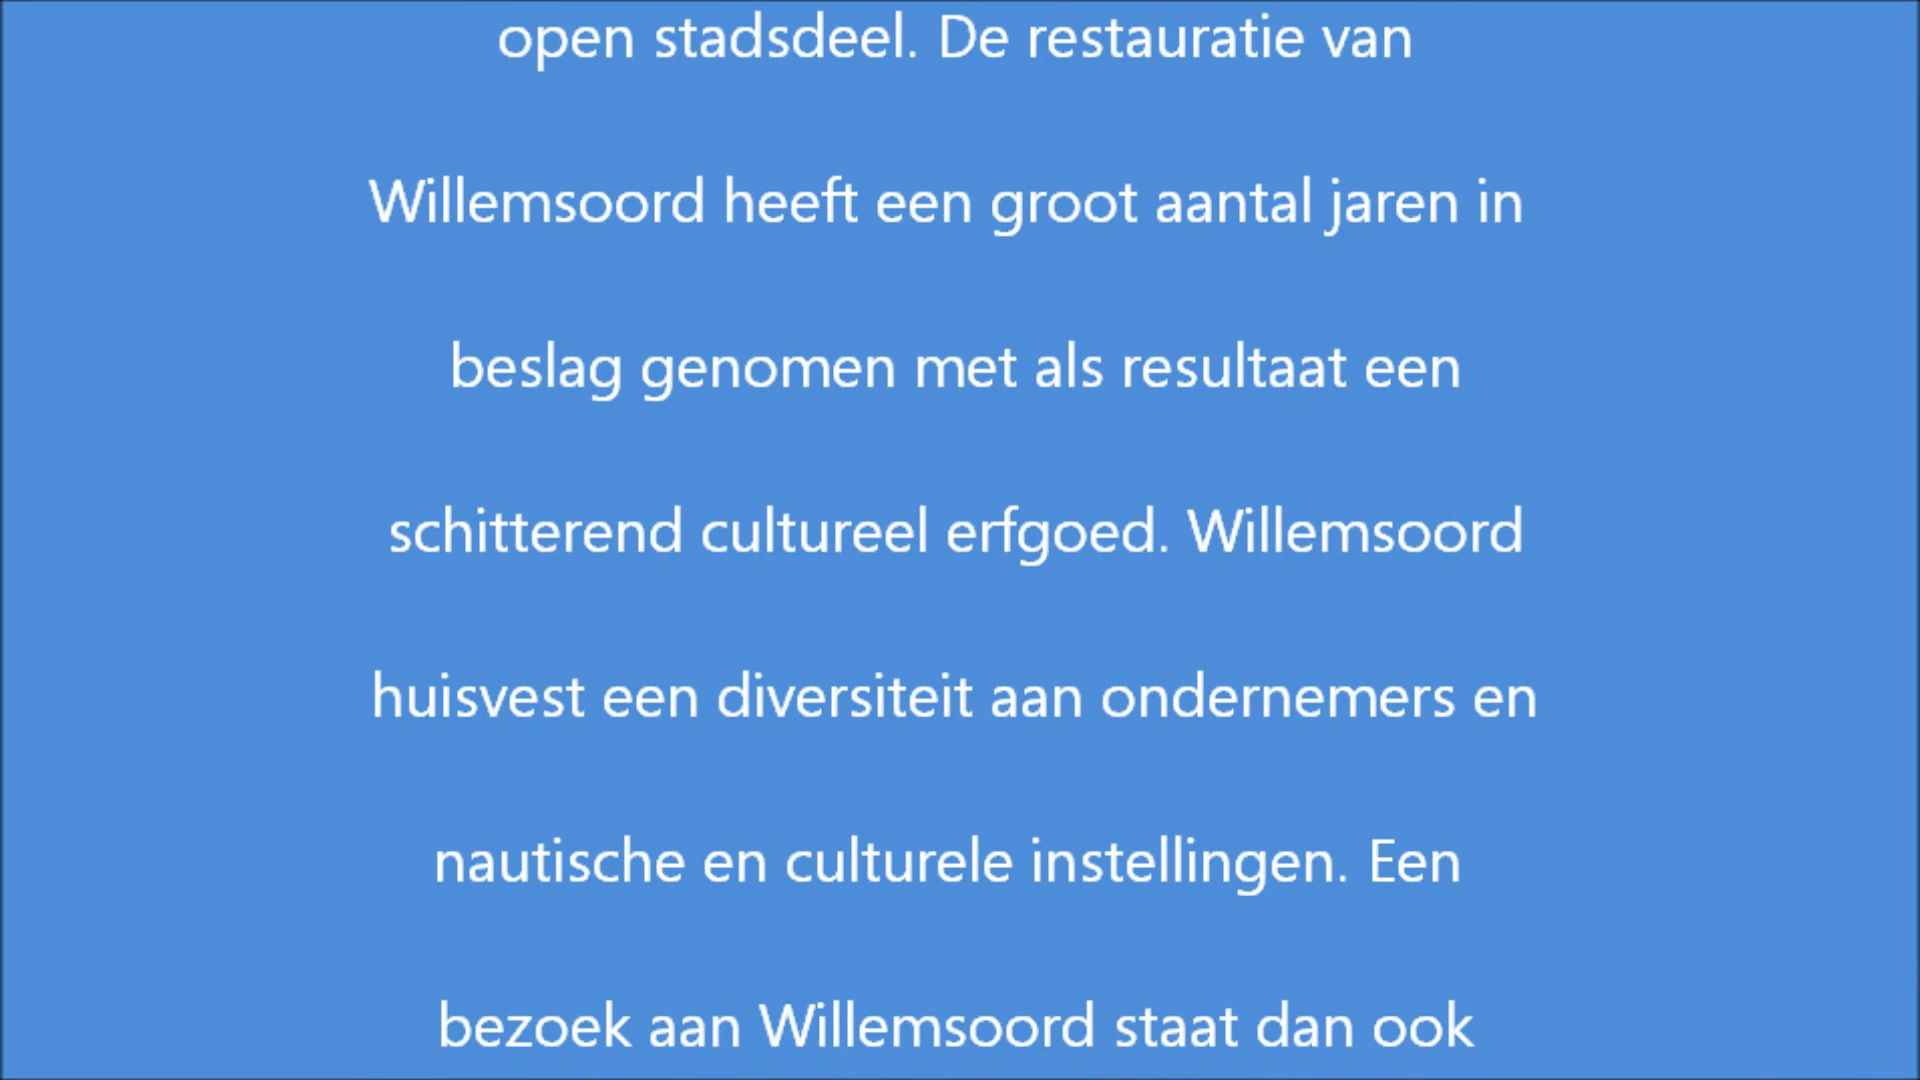 open stadsdeel. De restauratie van
Willemsoord heeft een groot aantal jaren in
beslag genomen met als resultaat een
schitterend cultureel erfgoed. Willemsoord
huisvest een diversiteit aan ondernemers en
nautische en culturele instellingen. Een
bezoek aan Willemsoord staat dan ook